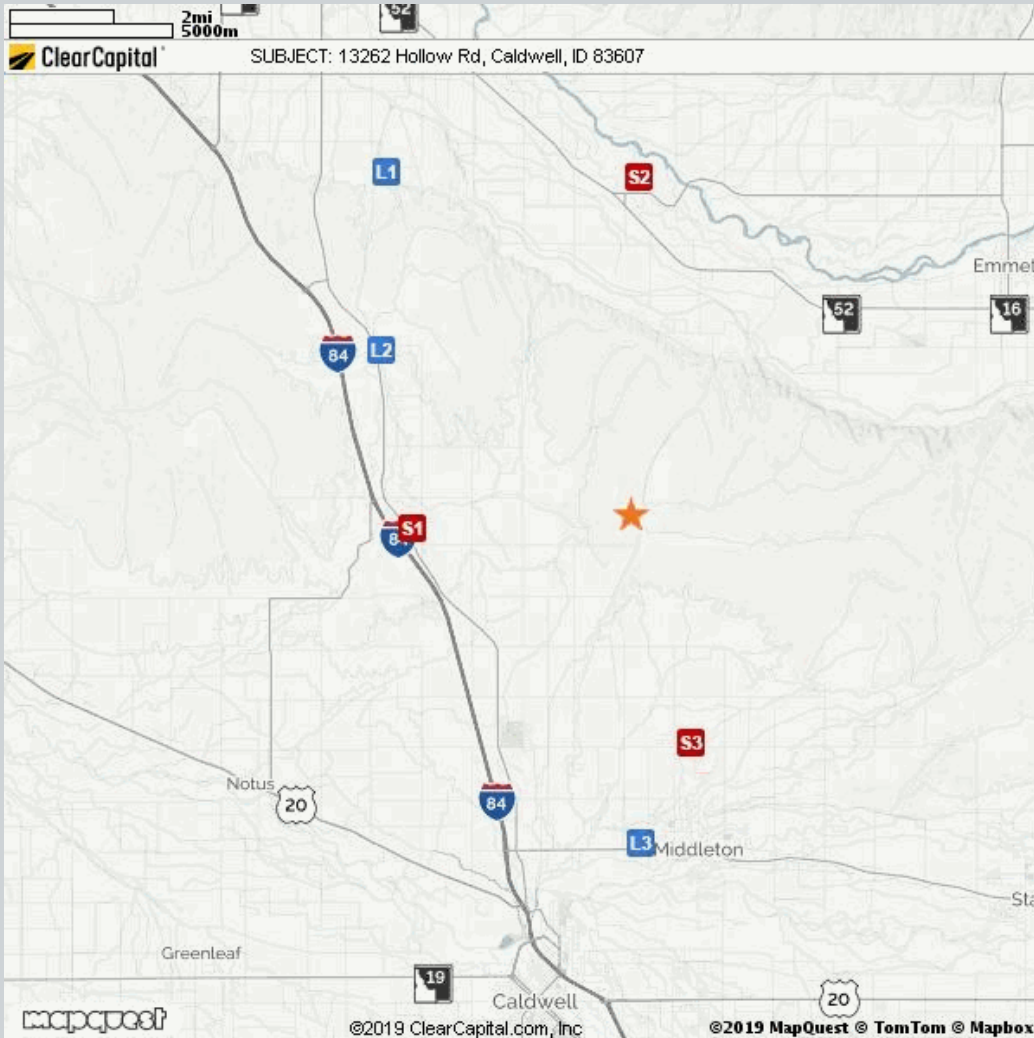 52
2mi
5000m
ClearCapital
SUBJECT: 13262 Hollow Rd, Caldwell, ID 83607
L1
S2
Emmet
52
16
84
L2
S1
84
S3
Notus
20
84
L3
Middleton
Sta
Greenleaf
19
Caldwell
20
mapquest
©2019 ClearCapital.com, Inc
©2019 MapQuest © TomTom © Mapbox